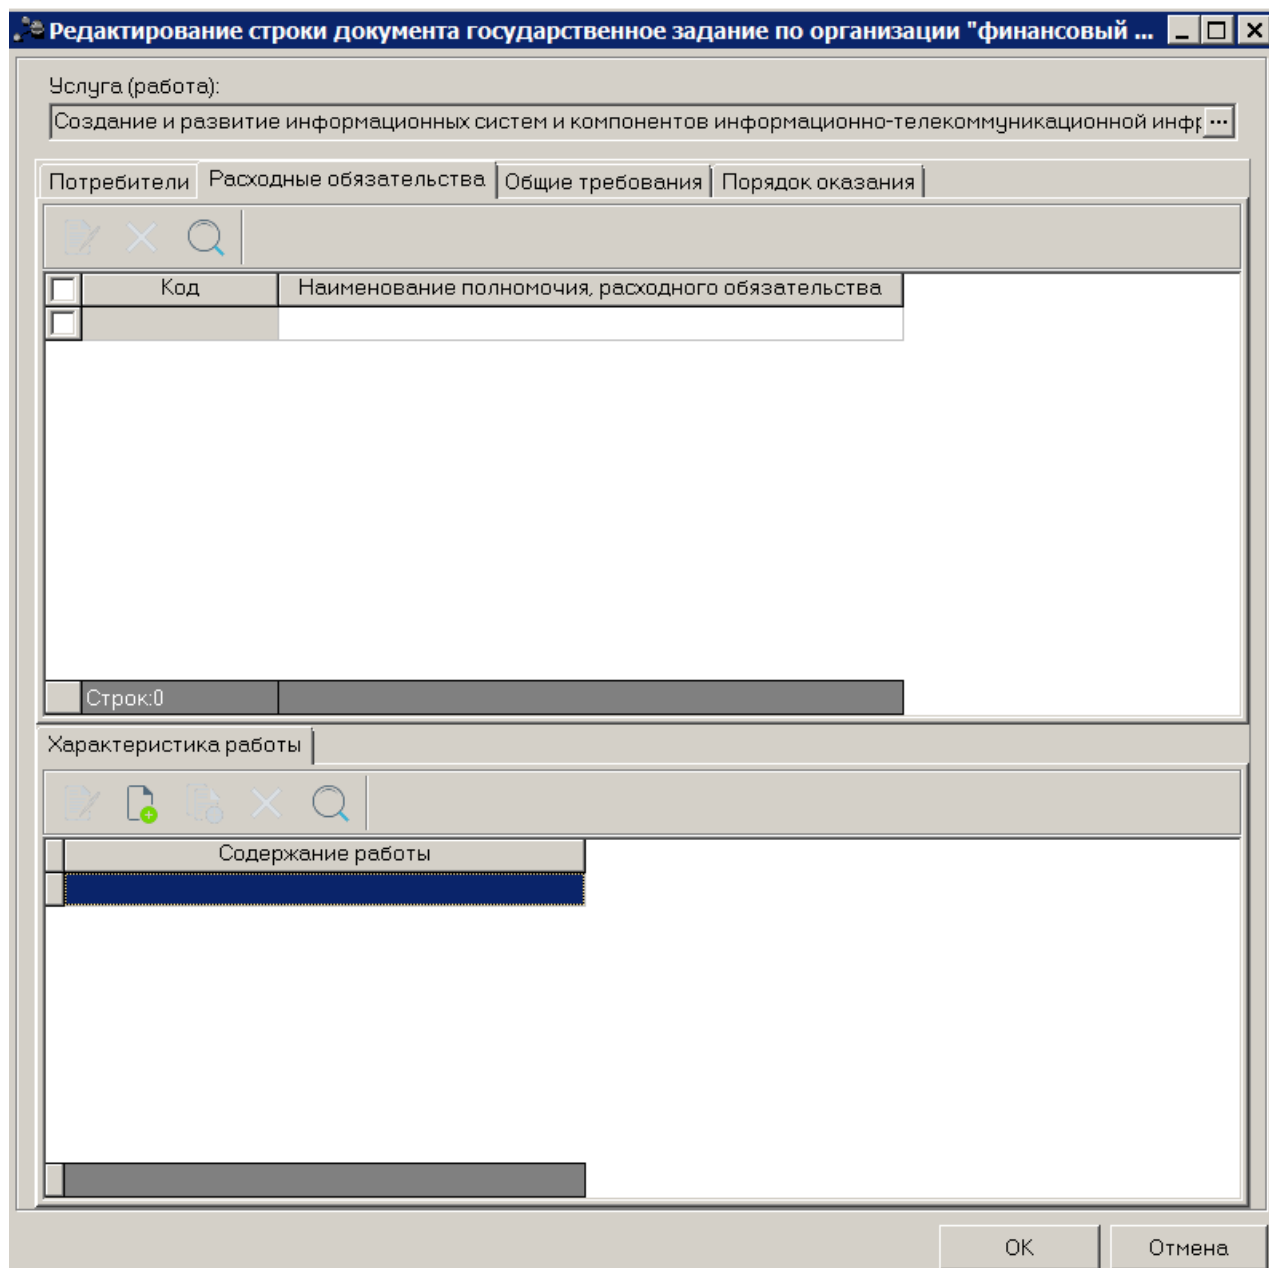 Редактирование строки документа государственное задание по организации "финансовый ...
Услуга (работа):
Создание и развитие информационных систем и компонентов информационно-телекоммуникационной инфр ...
Потребители Расходные обязательства Общие требования Порядок оказания
Код Наименование полномочия, расходного обязательства
Строк:0
Характеристика работы
Содержание работы
OK Отмена